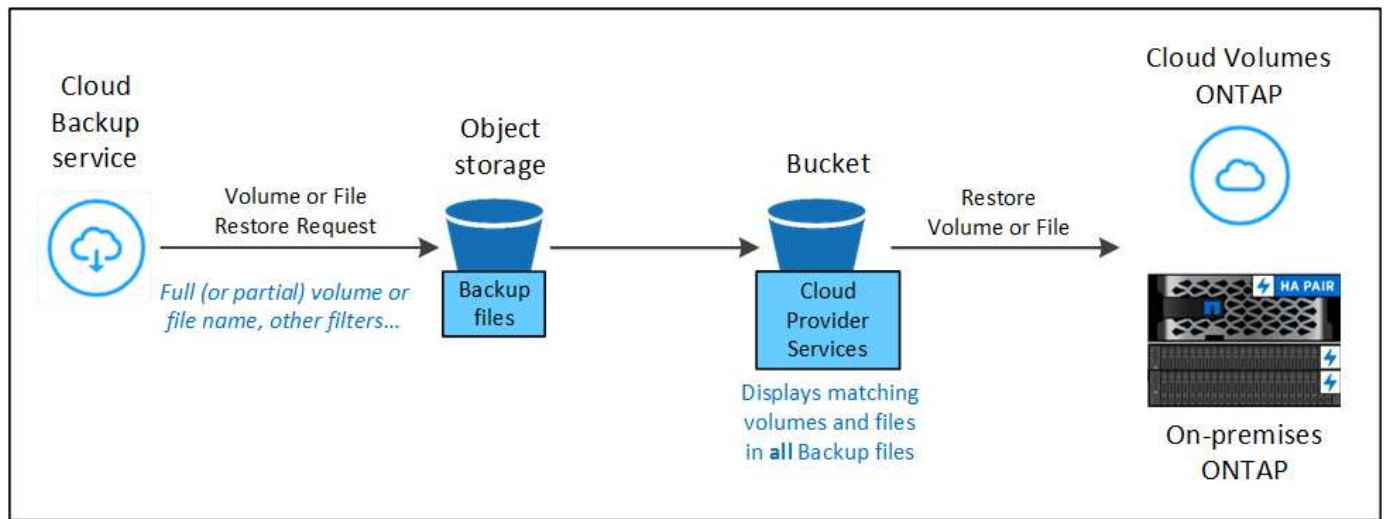 Cloud
Backup
service
Volume or File
Restore Request
Full (or partial) volume or
file name, other filters...
Object
storage
Backup
files
Bucket
Cloud
Provider
Services
Displays matching
volumes and files
in all Backup files
Restore
Volume or File
Cloud Volumes
ONTAP
HA PAIR
On-premises
ONTAP